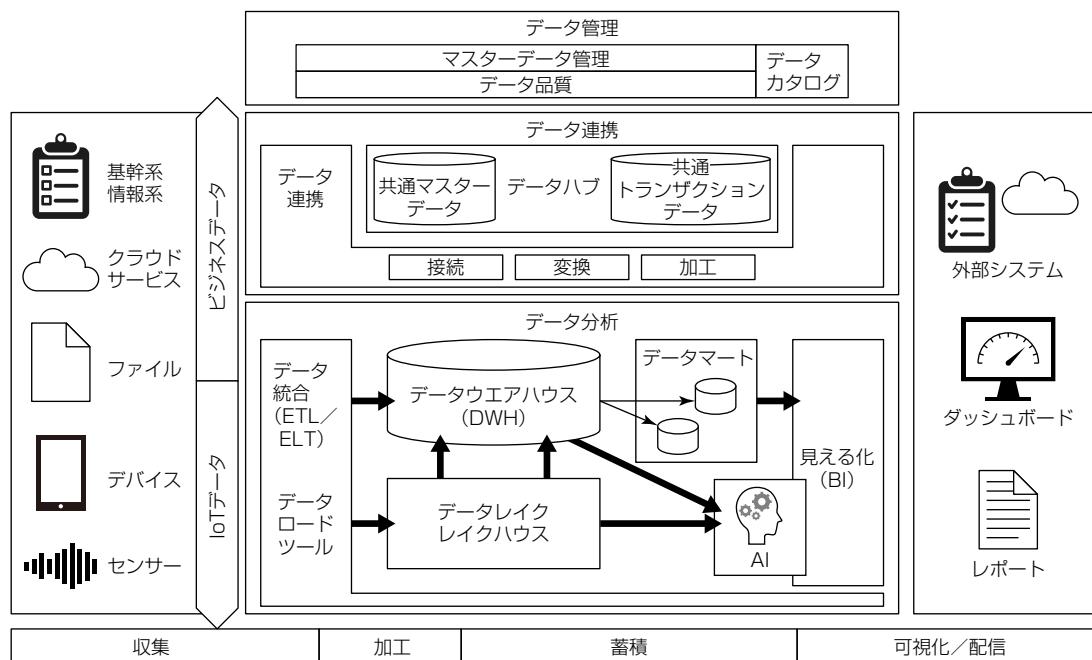 データ管理
マスターデータ管理
データ品質
データ
カタログ
基幹系
情報系
クラウド
サービス
ファイル
デバイス
センサー
ビジネスデータ
IoTデータ
データ連携
データ
連携
共通マスター
データ
データハブ
共通
トランザクション
データ
接続
変換
加工
データ分析
データ
統合
(ETL／
ELT)
データ
ロード
ツール
データウエアハウス
(DWH)
データレイク
レイクハウス
データマート
AI
見える化
(BI)
外部システム
ダッシュボード
レポート
収集
加工
蓄積
可視化／配信